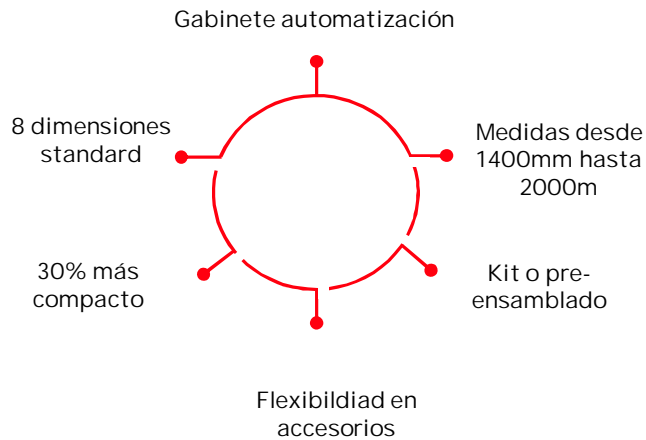 Gabinete automatización
8 dimensiones
standard
Medidas desde
1400mm hasta
2000m
30% más
compacto
Kit o pre-
ensamblado
Flexibildiad en
accesorios